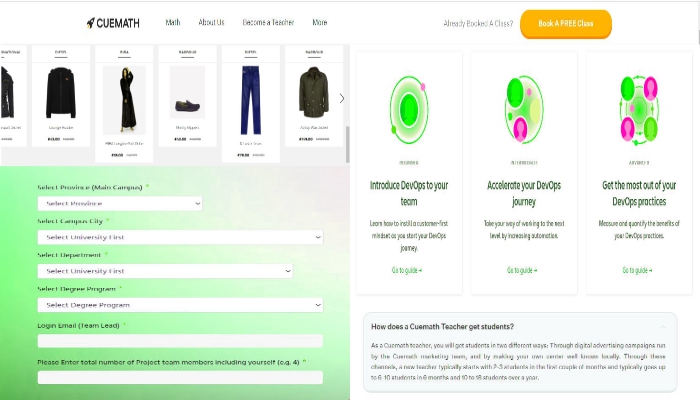 CUEMATH
Math
About Us
Become a Teacher
More
Already Booked A Class?
Book A FREE Class
Select Province (Main Campus) *
Select Province
Select Campus City *
Select University First
Select Department *
Select University First
Select Degree Program *
Select Degree Program
Login Email (Team Lead) *
Please Enter total number of Project team members including yourself (e.g. 4) *
BEGINNER
Introduce DevOps to your
team
Learn how to instill a customer-first
mindset as you start your DevOps
journey.
Go to guide→
INTERMEDIATE
Accelerate your DevOps
journey
Take your way of working to the next
level by increasing automation.
Go to guide→
ADVANCED
Get the most out of your
DevOps practices
Measure and quantify the benefits of
your DevOps practices.
Go to guide→
How does a Cuemath Teacher get students?
As a Cuemath teacher, you will get students in two different ways: Through digital advertising campaigns run
by the Cuemath marketing team, and by making your own center well known locally. Through these
channels, a new teacher typically starts with 2-3 students in the first couple of months and typically goes up
to 6-10 students in 6 months and 10 to 18 students over a year.